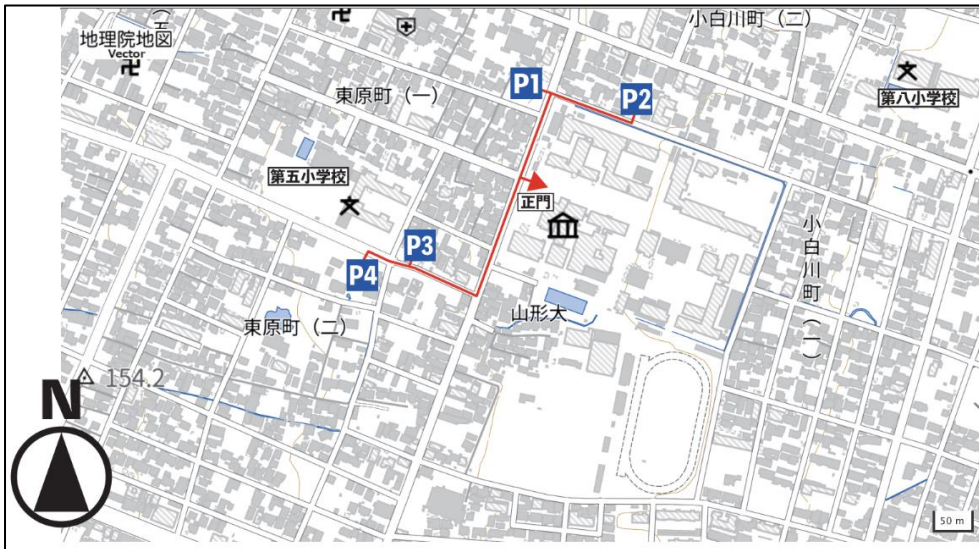 小白川町（二）
地理院地図
Vector
P1
P2
東原町（一）
第八小学校
第五小学校
正門
小白川町（一）
P3
P4
山形大
東原町（二）
154.2
N
50 m